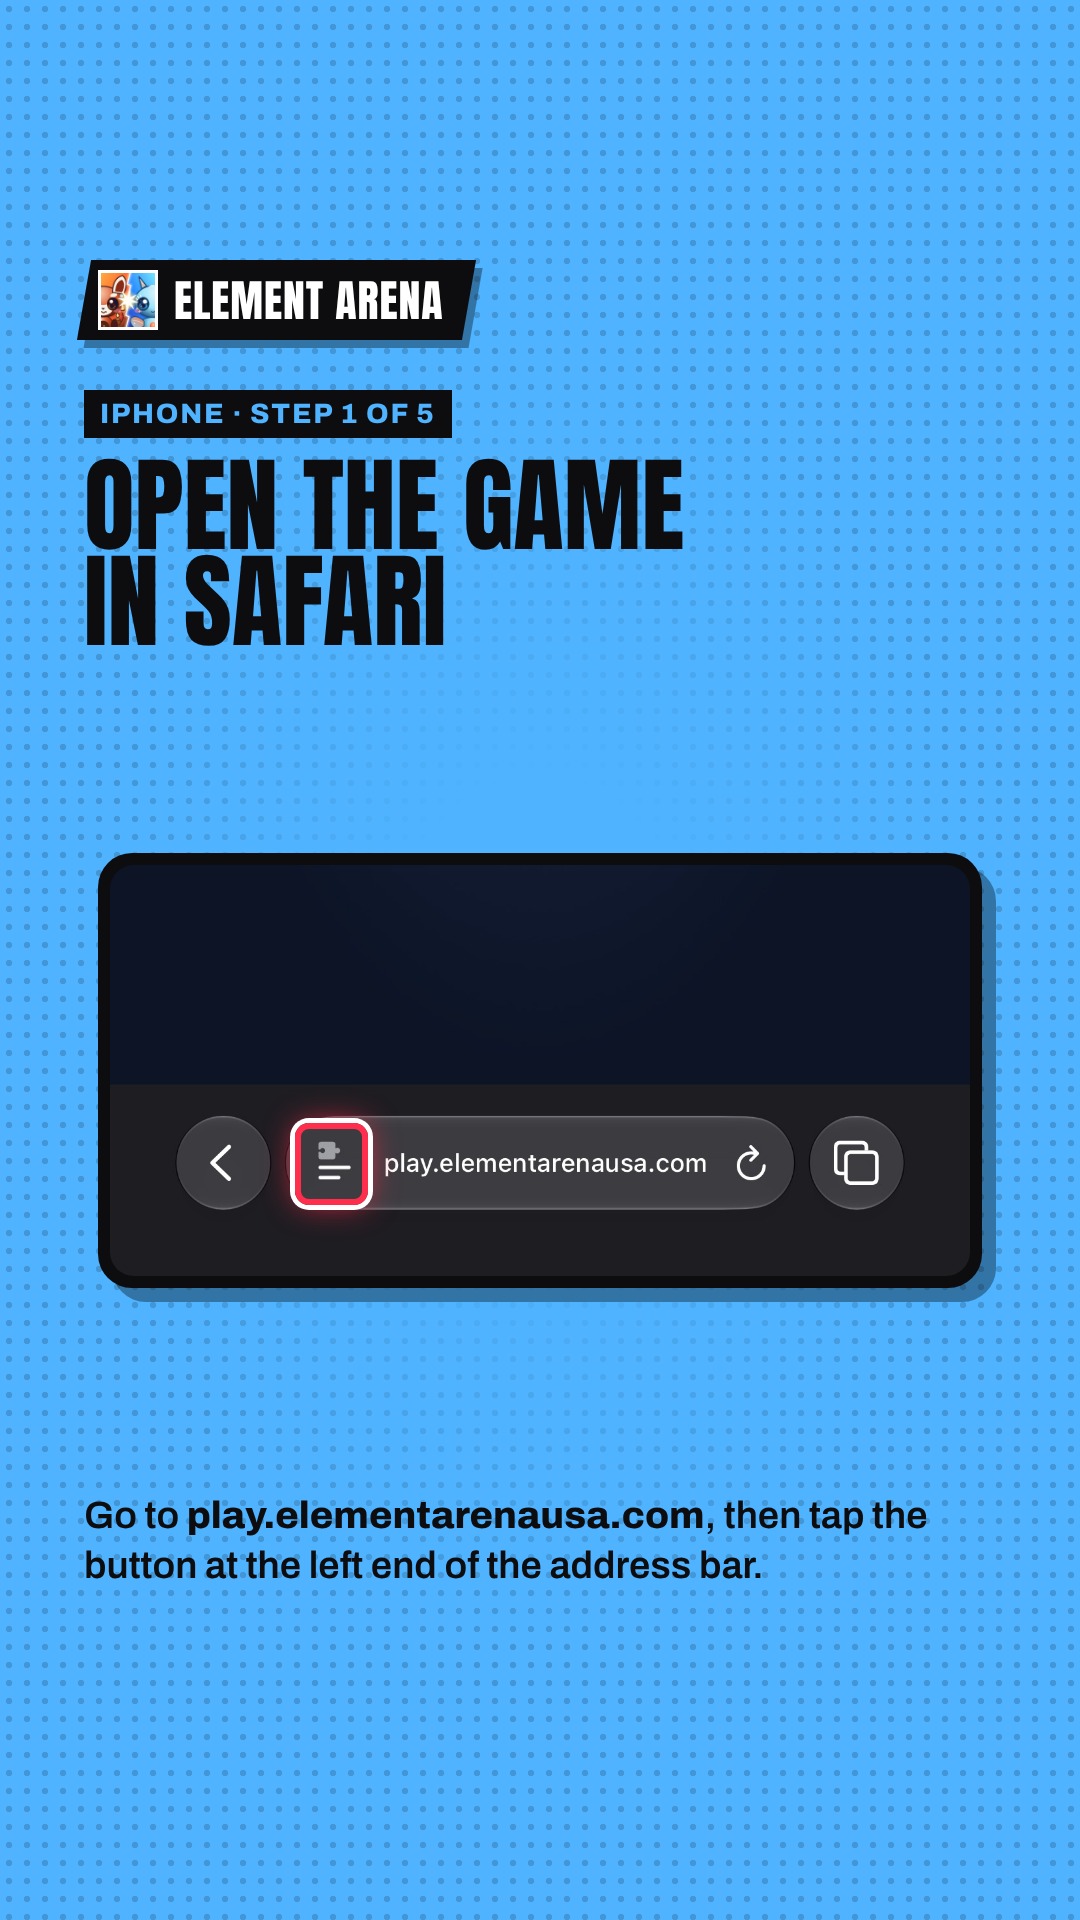 ELEMENT ARENA
IPHONE · STEP 1 OF 5
OPEN THE GAME
IN SAFARI
play.elementarenausa.com
Go to play.elementarenausa.com, then tap the
button at the left end of the address bar.